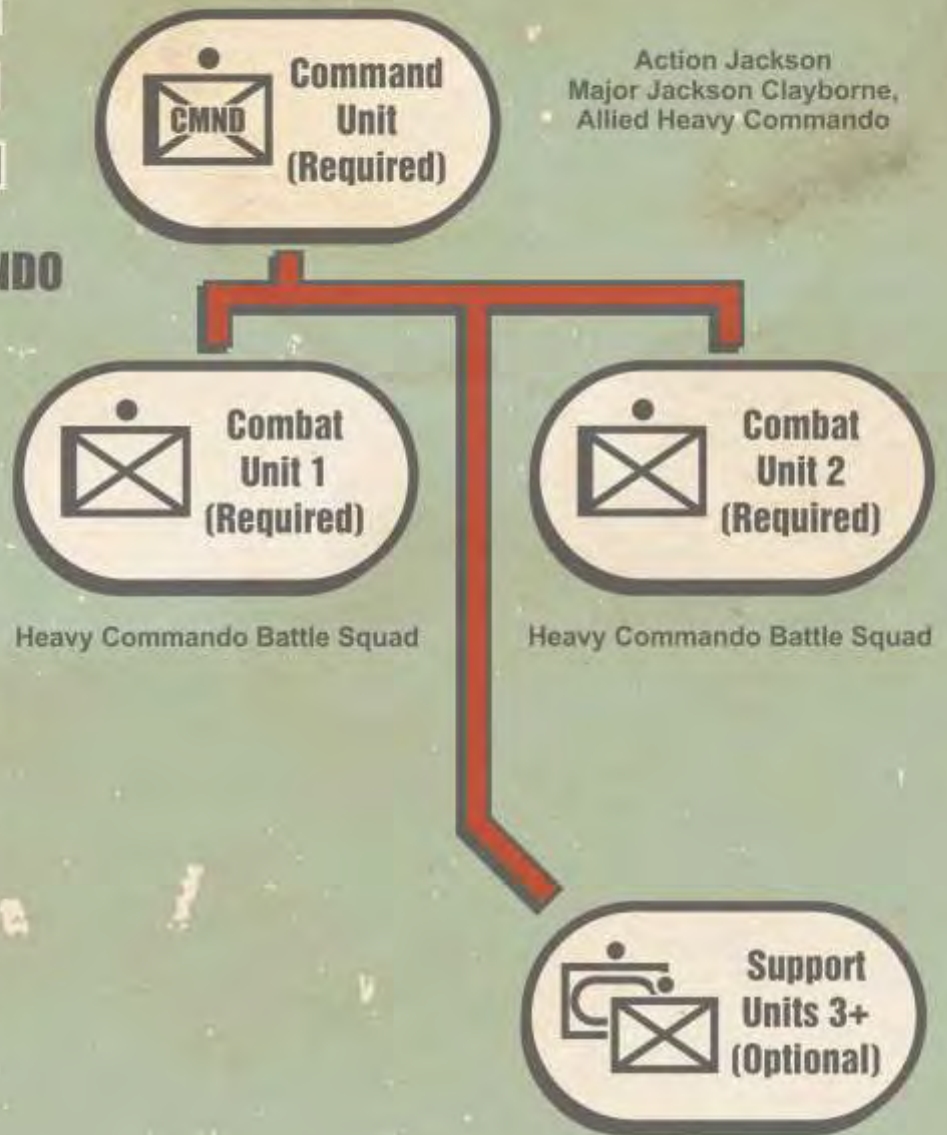 CMND
Command
Unit
(Required)
Action Jackson
Major Jackson Clayborne,
Allied Heavy Commando
NDO
Combat
Unit 1
(Required)
Combat
Unit 2
(Required)
Heavy Commando Battle Squad
Heavy Commando Battle Squad
Support
Units 3+
(Optional)